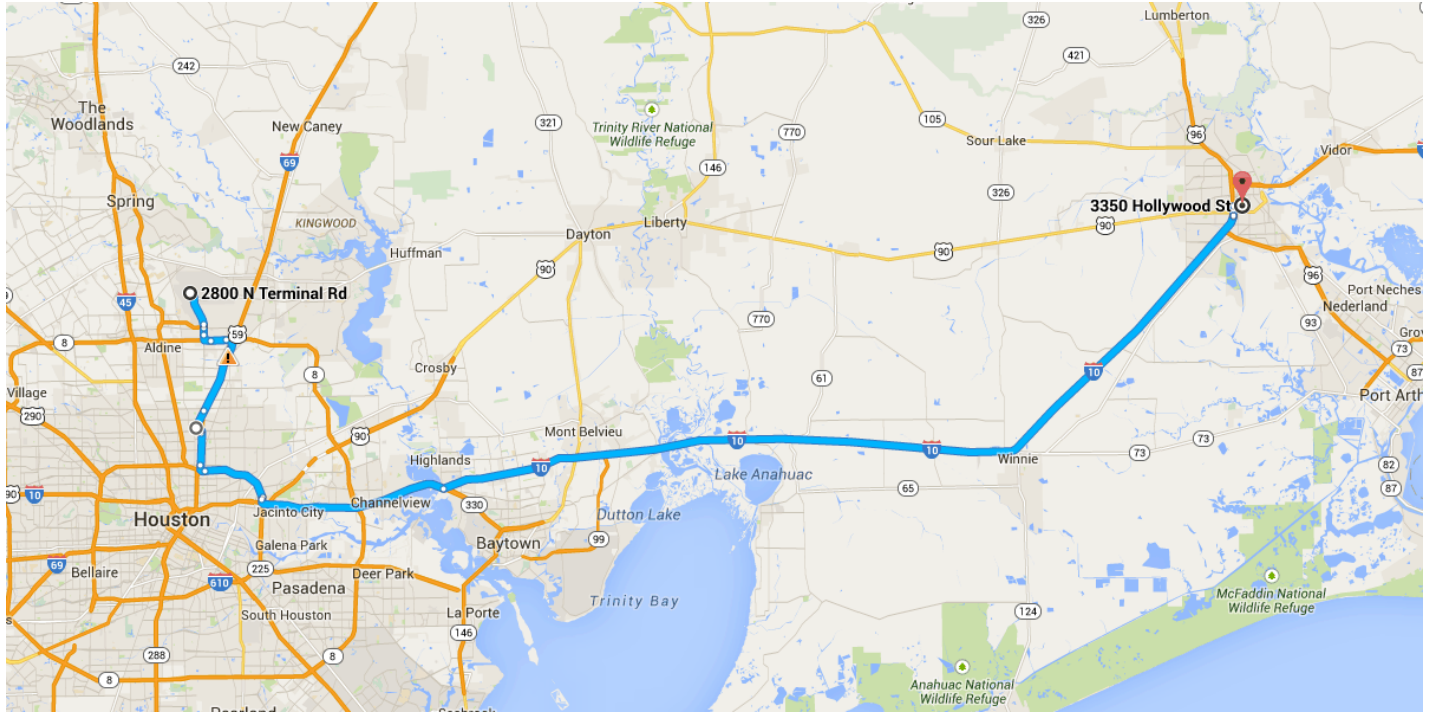 326
Lumberton
421
242
The
Woodlands
New Caney
321
Trinity River National
Wildlife Refuge
770
105
Sour Lake
96
Vidor
69
146
326
Spring
KINGWOOD
3350 Hollywood St
Liberty
Dayton
90
90
Huffman
90
96
45
2800 N Terminal Rd
Port Neches
Nederland
770
93
59
8
Aldine
73
8
Crosby
61
10
87
Village
Port Arth
290
90
Mont Belvieu
10
10
73
73
Highlands
10
Winnie
82
90
10
Lake Anahuac
65
87
Channelview
330
Jacinto City
Dutton Lake
Houston
Galena Park
Baytown
99
69
Bellaire
225
Deer Park
610
Pasadena
McFaddin National
Wildlife Refuge
Trinity Bay
South Houston
La Porte
124
146
288
8
8
Anahuac National
Wildlife Refuge